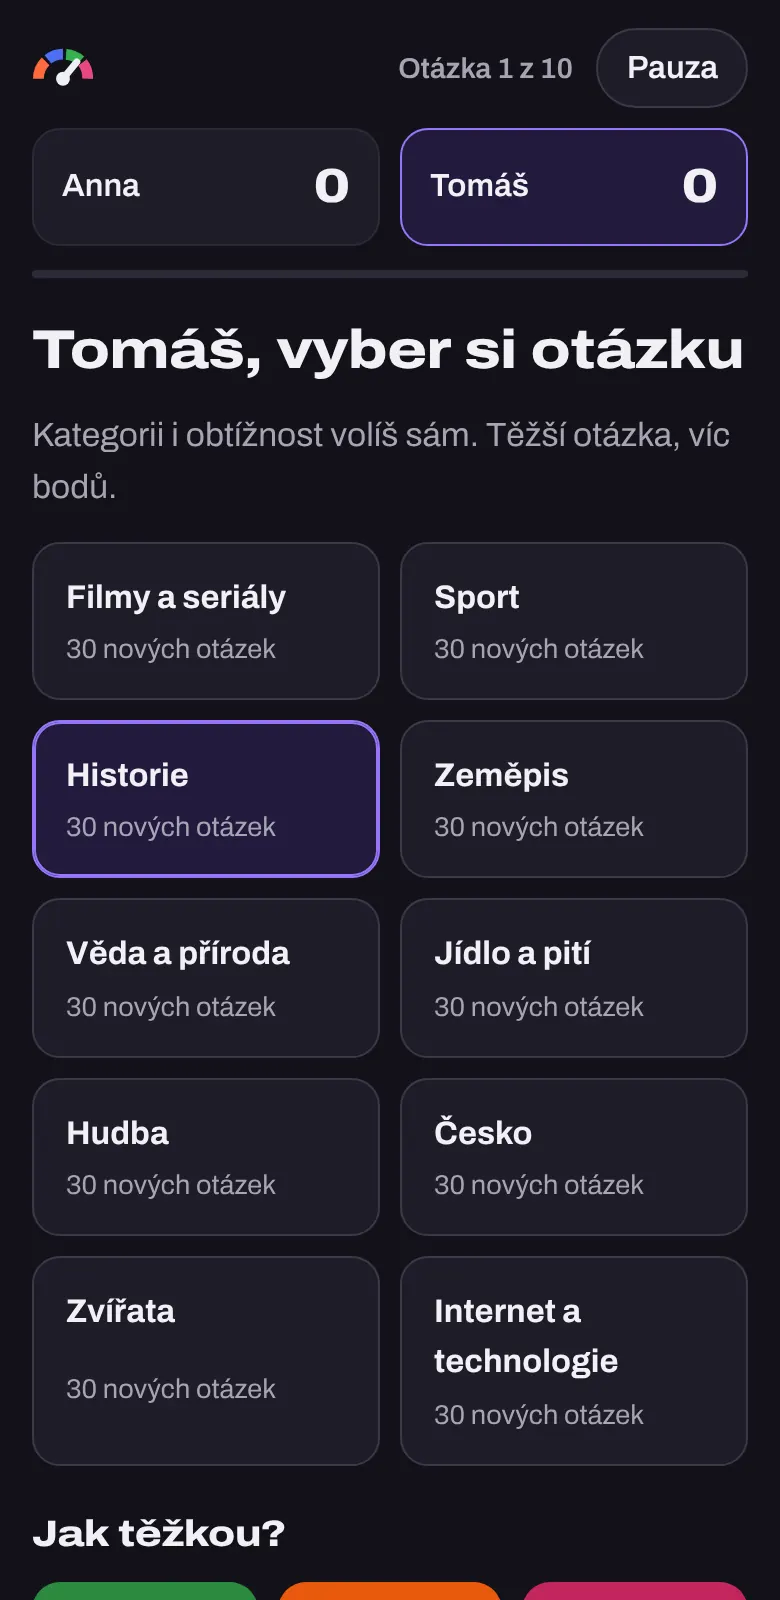 Otázka 1 z 10
Pauza
Anna 0
Tomáš 0
Tomáš, vyber si otázku
Kategorii i obtížnost volíš sám. Těžší otázka, víc
bodů.
Filmy a seriály
30 nových otázek
Sport
30 nových otázek
Historie
30 nových otázek
Zeměpis
30 nových otázek
Věda a příroda
30 nových otázek
Jídlo a pití
30 nových otázek
Hudba
30 nových otázek
Česko
30 nových otázek
Zvířata
30 nových otázek
Internet a
technologie
30 nových otázek
Jak těžkou?